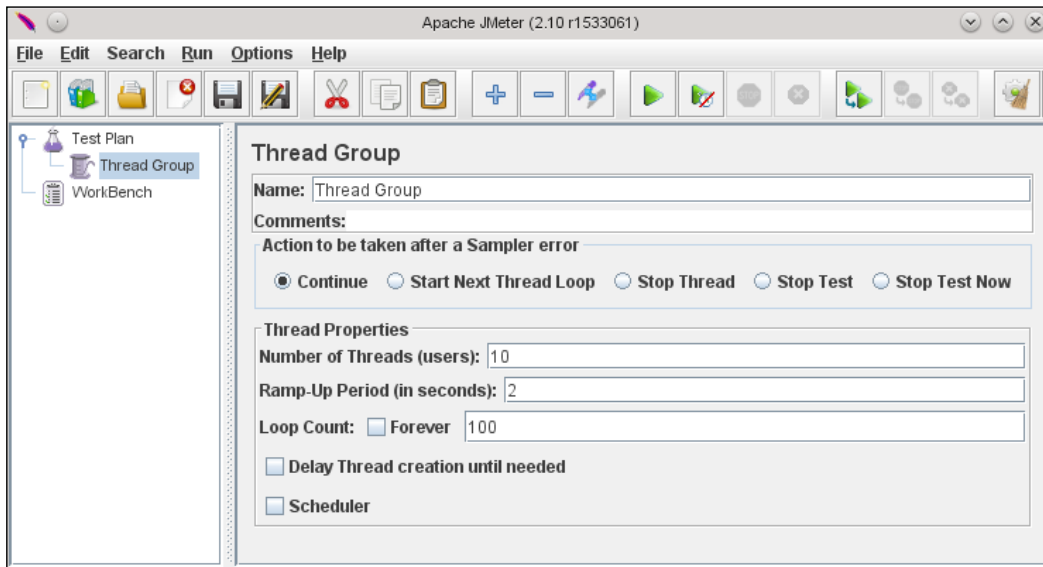 Apache JMeter (2.10 r1533061)
File Edit Search Run Options Help
Test Plan
Thread Group
WorkBench
Thread Group
Name: Thread Group
Comments:
Action to be taken after a Sampler error
Continue Start Next Thread Loop Stop Thread Stop Test Stop Test Now
Thread Properties
Number of Threads (users): 10
Ramp-Up Period (in seconds): 2
Loop Count: Forever 100
Delay Thread creation until needed
Scheduler